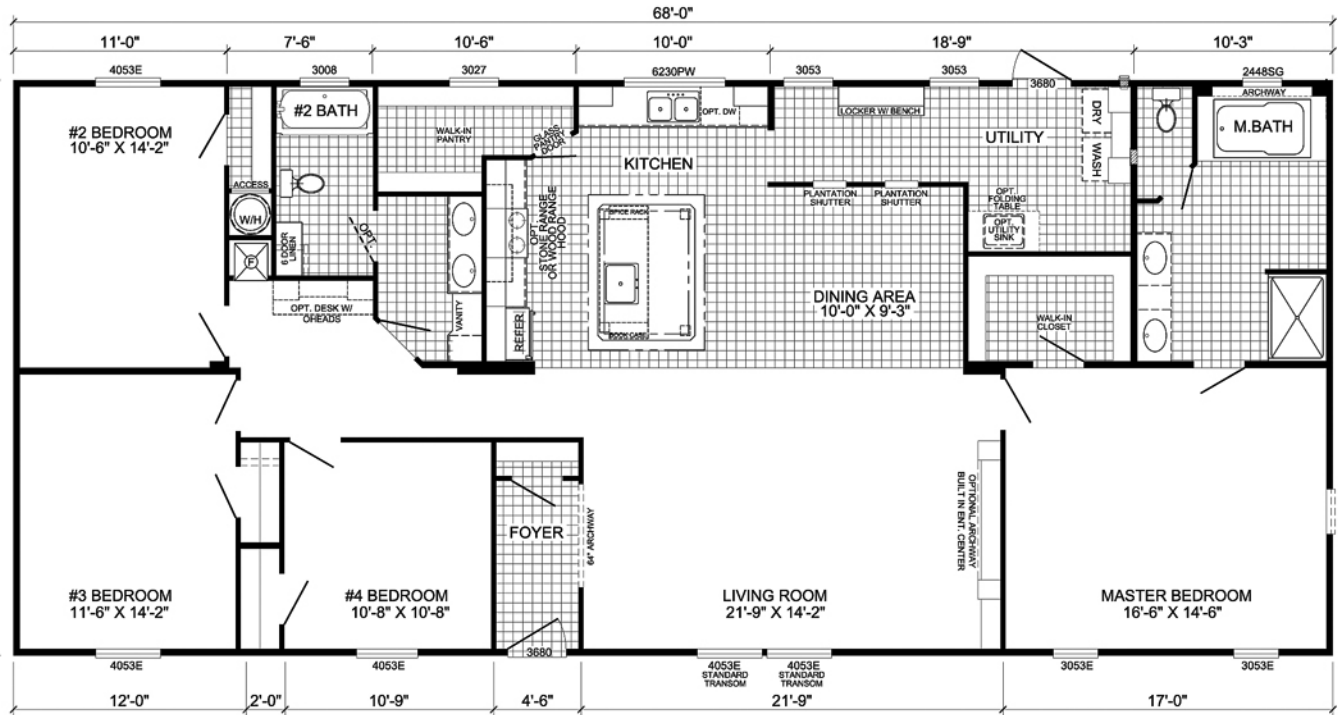 68'-0"
11'-0"
7'-6"
10'-6"
10'-0"
18'-9"
10'-3"
4053E
3008
3027
6230PW
3053
3053
3680
2448SG
ARCHWAY
#2 BATH
#2 BEDROOM
10'-6" X 14'-2"
WALK-IN
PANTRY
GLASS
PANTRY
DOOR
OPT. DW
LOCKER W/ BENCH
UTILITY
DRY
WASH
M.BATH
KITCHEN
ACCESS
W/H
F
6 DOOR
LINEN
OPT.
OPT. DESK W/
OHEADS
VANITY
OPT.
STONE RANGE
OR WOOD RANGE
HOOD
REFER
SPICE RACK
BOOK CASE
PLANTATION
SHUTTER
PLANTATION
SHUTTER
OPT.
FOLDING
TABLE
OPT.
UTILITY
SINK
DINING AREA
10'-0" X 9'-3"
WALK-IN
CLOSET
FOYER
64" ARCHWAY
OPTIONAL ARCHWAY
BUILT IN ENT. CENTER
#3 BEDROOM
11'-6" X 14'-2"
#4 BEDROOM
10'-8" X 10'-8"
LIVING ROOM
21'-9" X 14'-2"
MASTER BEDROOM
16'-6" X 14'-6"
4053E
4053E
3680
4053E
STANDARD
TRANSOM
4053E
STANDARD
TRANSOM
3053E
3053E
12'-0"
2'-0"
10'-9"
4'-6"
21'-9"
17'-0"